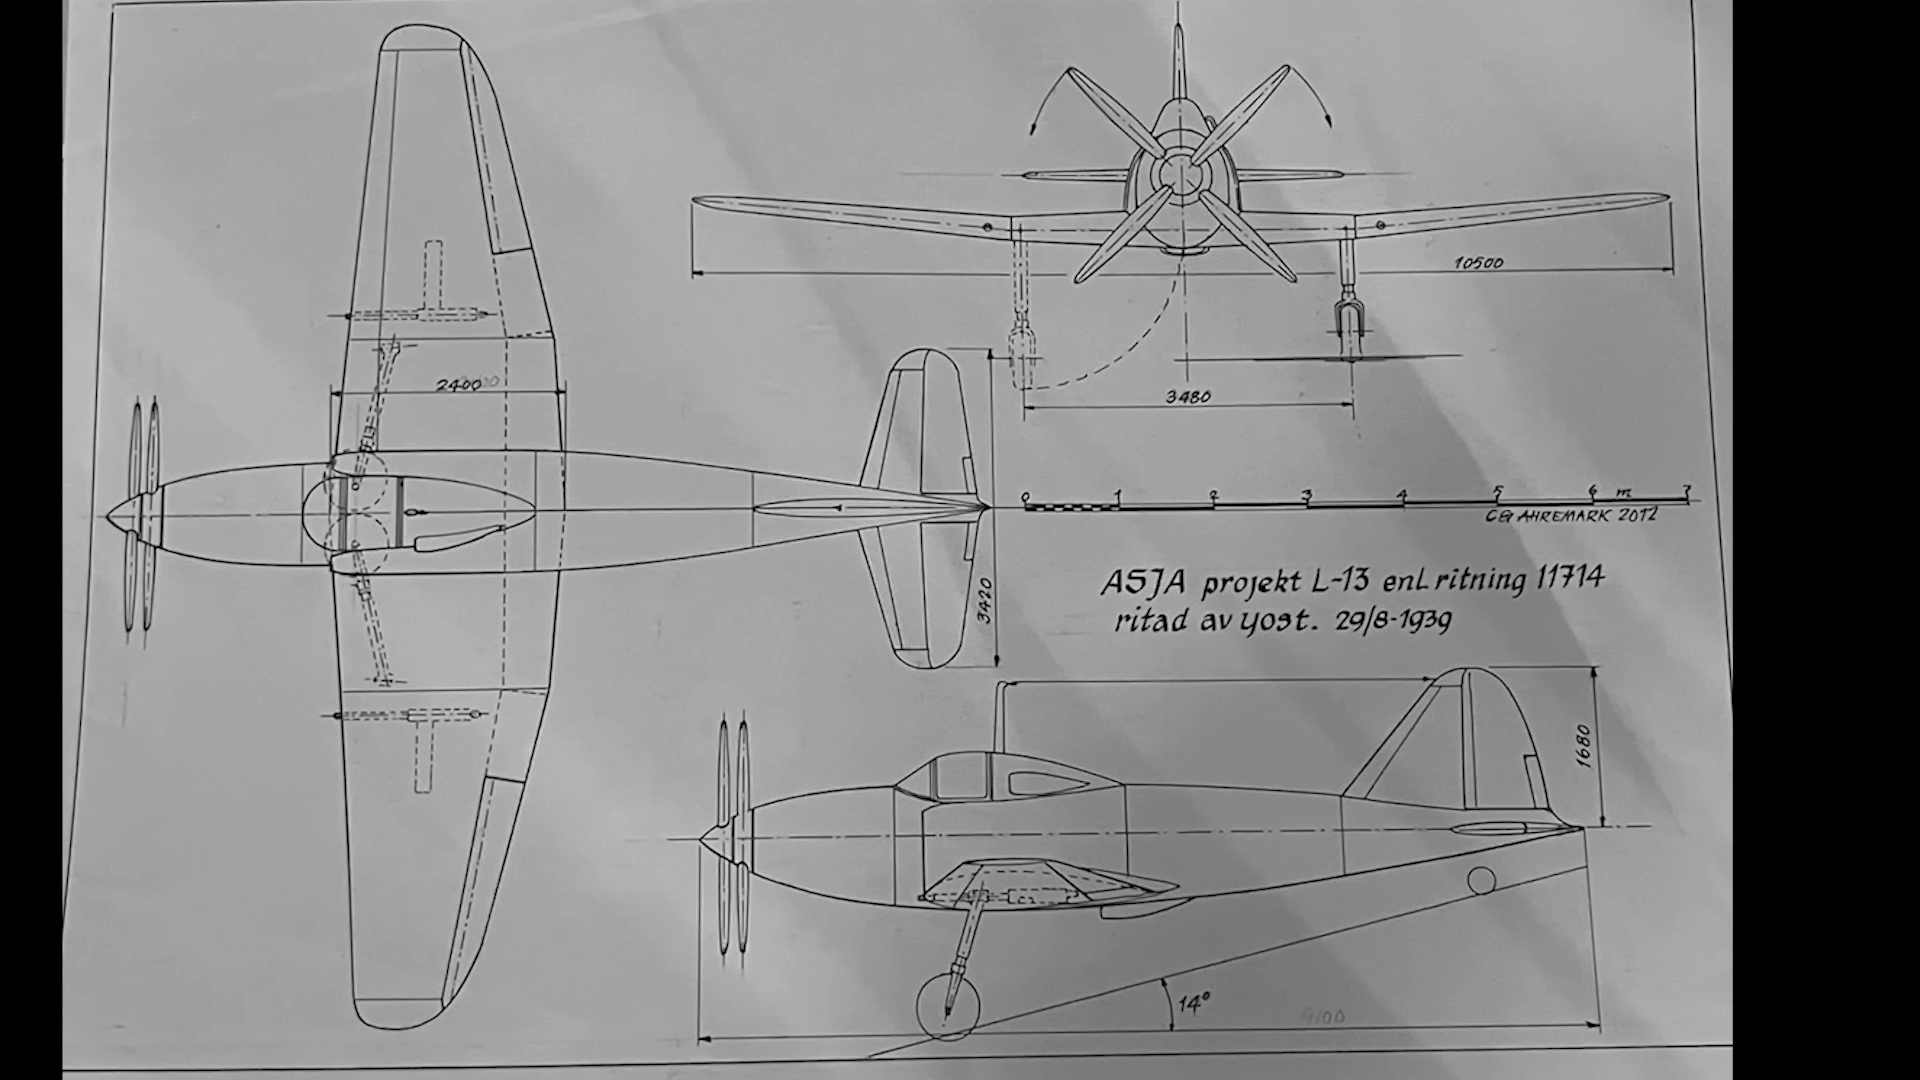 10500
2400
3480
0 1 2 3 4 5 6 m 7
CG AHREMARK 2012
3420
ASJA projekt L-13 enl. ritning 11714
ritad av yost. 29/8-1939
1680
14°
9100